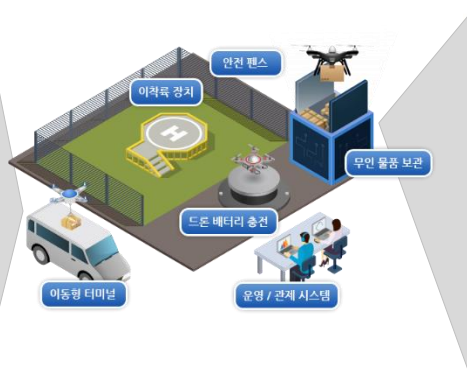 안전 펜스
이착륙 장치
H
무인 물품 보관
드론 배터리 충전
이동형 터미널
운영 / 관제 시스템